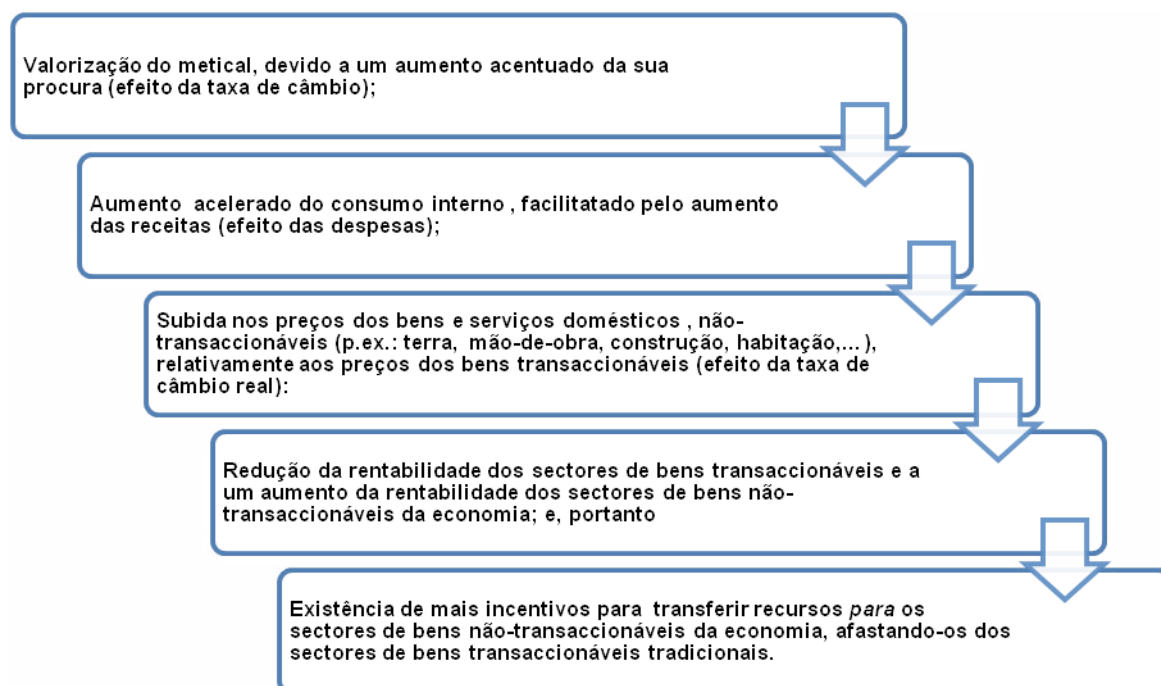 Valorização do metical, devido a um aumento acentuado da sua
procura (efeito da taxa de câmbio);
Aumento acelerado do consumo interno , facilitatado pelo aumento
das receitas (efeito das despesas);
Subida nos preços dos bens e serviços domésticos , não-
transaccionáveis (p.ex.: terra, mão-de-obra, construção, habitação,...),
relativamente aos preços dos bens transaccionáveis (efeito da taxa de
câmbio real):
Redução da rentabilidade dos sectores de bens transaccionáveis e a
um aumento da rentabilidade dos sectores de bens não-
transaccionáveis da economia; e, portanto
Existência de mais incentivos para transferir recursos para os
sectores de bens não-transaccionáveis da economia, afastando-os dos
sectores de bens transaccionáveis tradicionais.